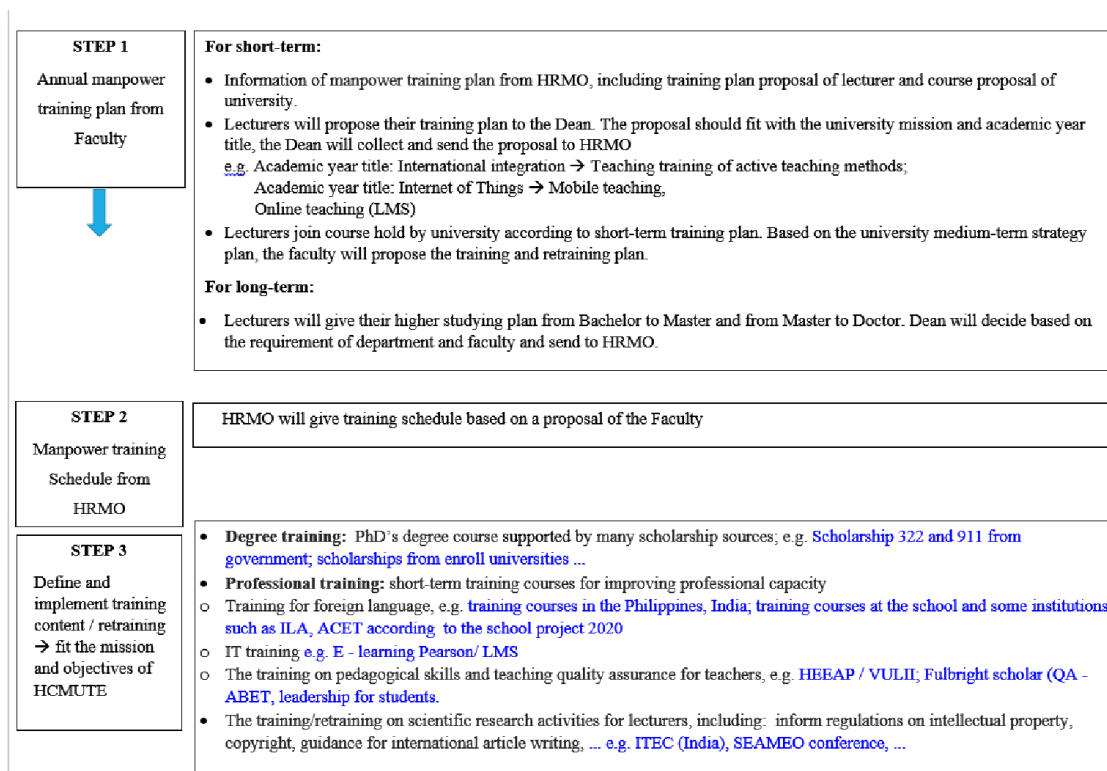 STEP 1
Annual manpower
training plan from
Faculty
For short-term:
• Information of manpower training plan from HRMO, including training plan proposal of lecturer and course proposal of
university.
• Lecturers will propose their training plan to the Dean. The proposal should fit with the university mission and academic year
title, the Dean will collect and send the proposal to HRMO
e.g. Academic year title: International integration → Teaching training of active teaching methods;
Academic year title: Internet of Things → Mobile teaching,
Online teaching (LMS)
• Lecturers join course hold by university according to short-term training plan. Based on the university medium-term strategy
plan, the faculty will propose the training and retraining plan.
For long-term:
• Lecturers will give their higher studying plan from Bachelor to Master and from Master to Doctor. Dean will decide based on
the requirement of department and faculty and send to HRMO.
STEP 2
Manpower training
Schedule from
HRMO
HRMO will give training schedule based on a proposal of the Faculty
STEP 3
Define and
implement training
content / retraining
→ fit the mission
and objectives of
HCMUTE
• Degree training: PhD's degree course supported by many scholarship sources; e.g. Scholarship 322 and 911 from
government; scholarships from enroll universities ...
• Professional training: short-term training courses for improving professional capacity
o Training for foreign language, e.g. training courses in the Philippines, India; training courses at the school and some institutions
such as ILA, ACET according to the school project 2020
o IT training e.g. E - learning Pearson/ LMS
o The training on pedagogical skills and teaching quality assurance for teachers, e.g. HEEAP / VULII; Fulbright scholar (QA -
ABET, leadership for students.
• The training/retraining on scientific research activities for lecturers, including: inform regulations on intellectual property,
copyright, guidance for international article writing, ... e.g. ITEC (India), SEAMEO conference, ...